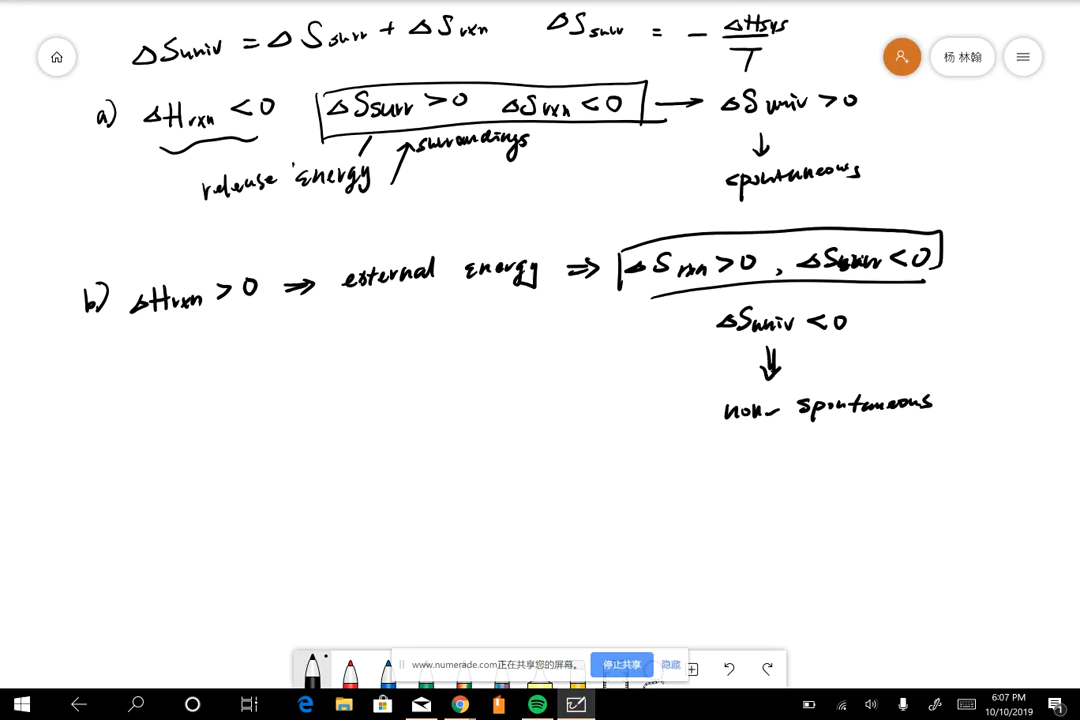 ΔSuniv = ΔSsurr + ΔSrxn ΔSsurr = - ΔHsys / T
杨 林翰
a) ΔHrxn < 0 ΔSsurr > 0 ΔSrxn < 0 → ΔSuniv > 0
surroundings
release energy
↓
spontaneous
b) ΔHrxn > 0 ⇒ external energy ⇒ ΔSrxn > 0 , ΔSsurr < 0
ΔSuniv < 0
⇓
non- spontaneous
www.numerade.com正在共享您的屏幕。 停止共享 隐藏
6:07 PM
10/10/2019
1